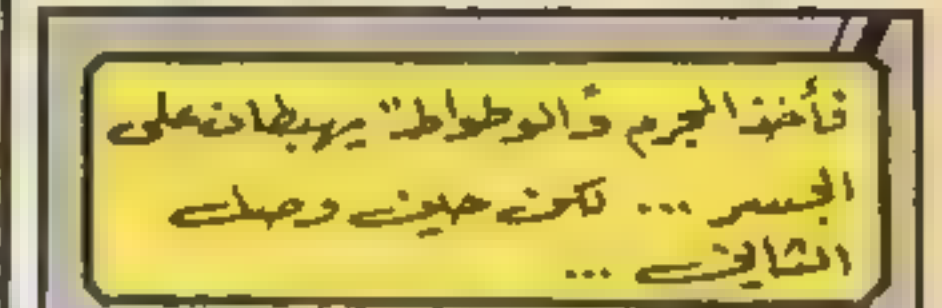 فأخذ المجرم و"الوطواط" يهبطان على
الجسر ... لكن حين وصل
الثاني ...